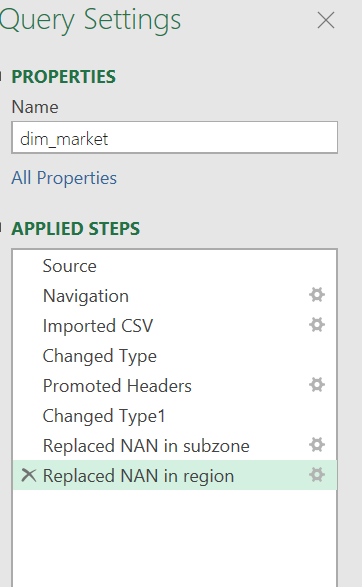 Query Settings
PROPERTIES
Name
dim_market
All Properties
APPLIED STEPS
Source
Navigation
Imported CSV
Changed Type
Promoted Headers
Changed Type1
Replaced NAN in subzone
Replaced NAN in region